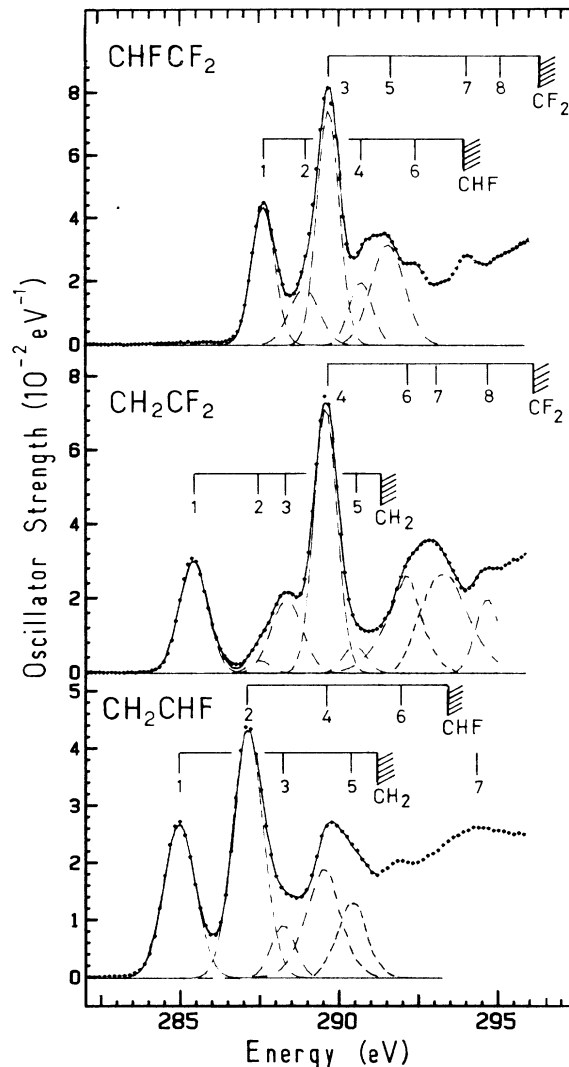 CHFCF₂
3 5 7 8
CF₂
1 2 4 6
CHF
8
6
4
2
0
CH₂CF₂
4 6 7 8
CF₂
1 2 3 5
CH₂
8
6
4
2
0
CH₂CHF
2 4 6
CHF
1 3 5 7
CH₂
5
4
3
2
1
0
Oscillator Strength (10⁻² eV⁻¹)
285 290 295
Energy (eV)